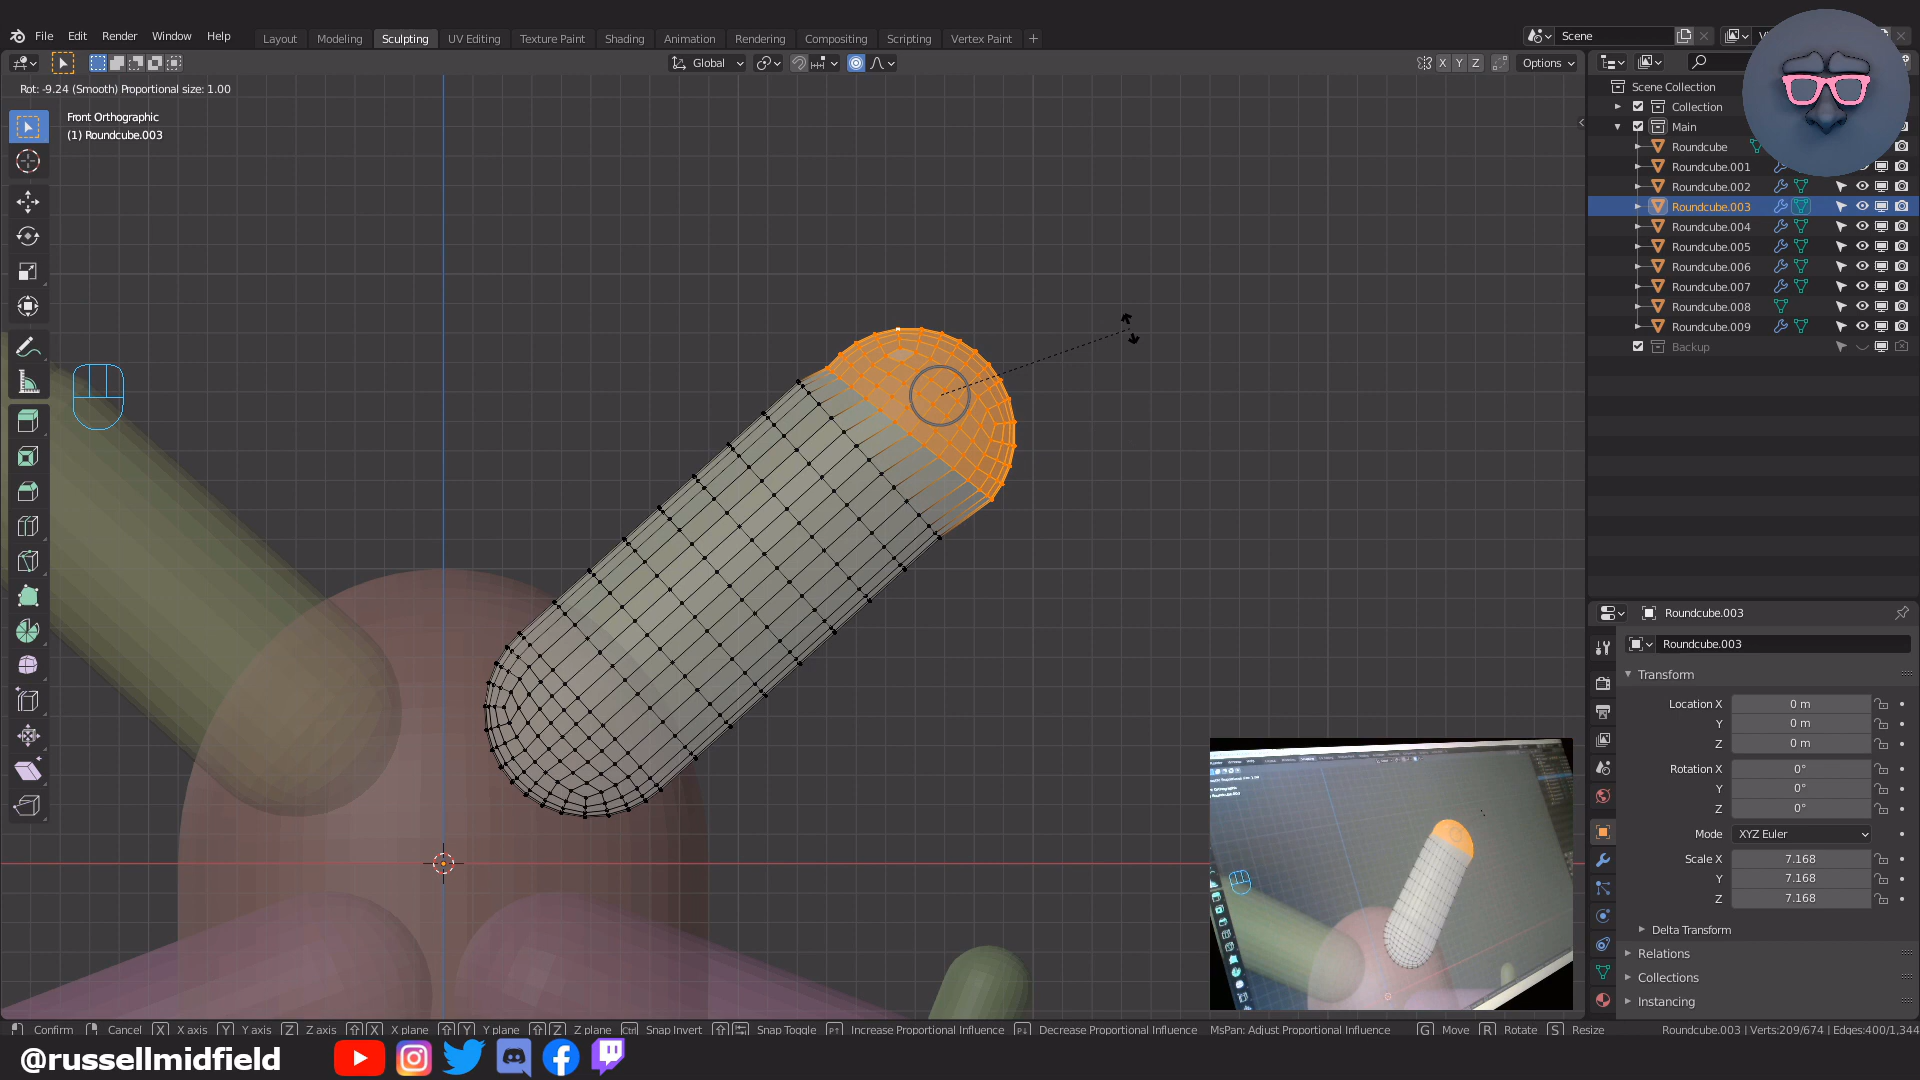 File Edit Render Window Help
Layout Modeling Sculpting UV Editing Texture Paint Shading Animation Rendering Compositing Scripting Vertex Paint +
Scene
Global
X Y Z Options
Rot: -9.24 (Smooth) Proportional size: 1.00
Front Orthographic
(1) Roundcube.003
Scene Collection
Collection
Main
Roundcube
Roundcube.001
Roundcube.002
Roundcube.003
Roundcube.004
Roundcube.005
Roundcube.006
Roundcube.007
Roundcube.008
Roundcube.009
Backup
Roundcube.003
Roundcube.003
Transform
Location X 0 m
Y 0 m
Z 0 m
Rotation X 0°
Y 0°
Z 0°
Mode XYZ Euler
Scale X 7.168
Y 7.168
Z 7.168
Delta Transform
Relations
Collections
Instancing
Confirm Cancel X X axis Y Y axis Z Z axis X X plane Y Y plane Z Z plane Ctrl Snap Invert Snap Toggle Increase Proportional Influence Decrease Proportional Influence MsPan: Adjust Proportional Influence G Move R Rotate S Resize Roundcube.003 | Verts:209/674 | Edges:400/1,344
@russellmidfield